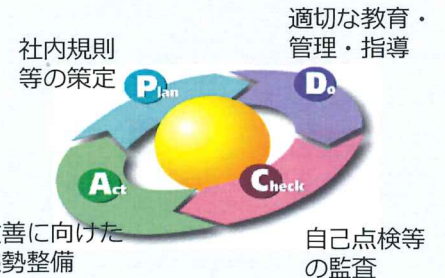 適切な教育・
管理・指導
社内規則
等の策定
Plan
Do
Act
Check
善に向けた
勢整備
自己点検等
の監査